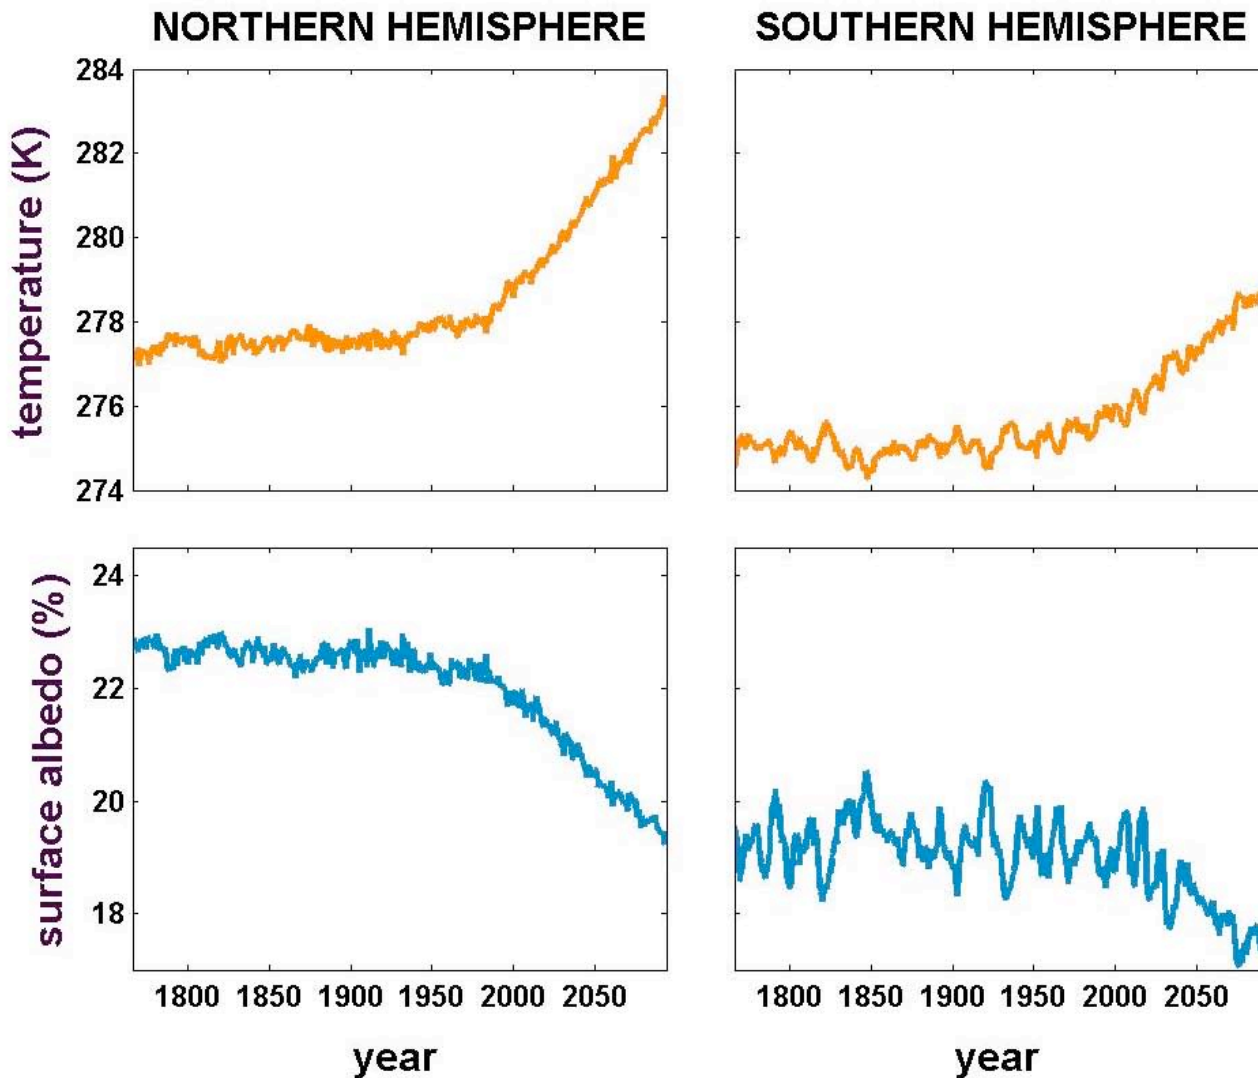 NORTHERN HEMISPHERE
SOUTHERN HEMISPHERE
temperature (K)
284
282
280
278
276
274
surface albedo (%)
24
22
20
18
1800 1850 1900 1950 2000 2050
1800 1850 1900 1950 2000 2050
year
year